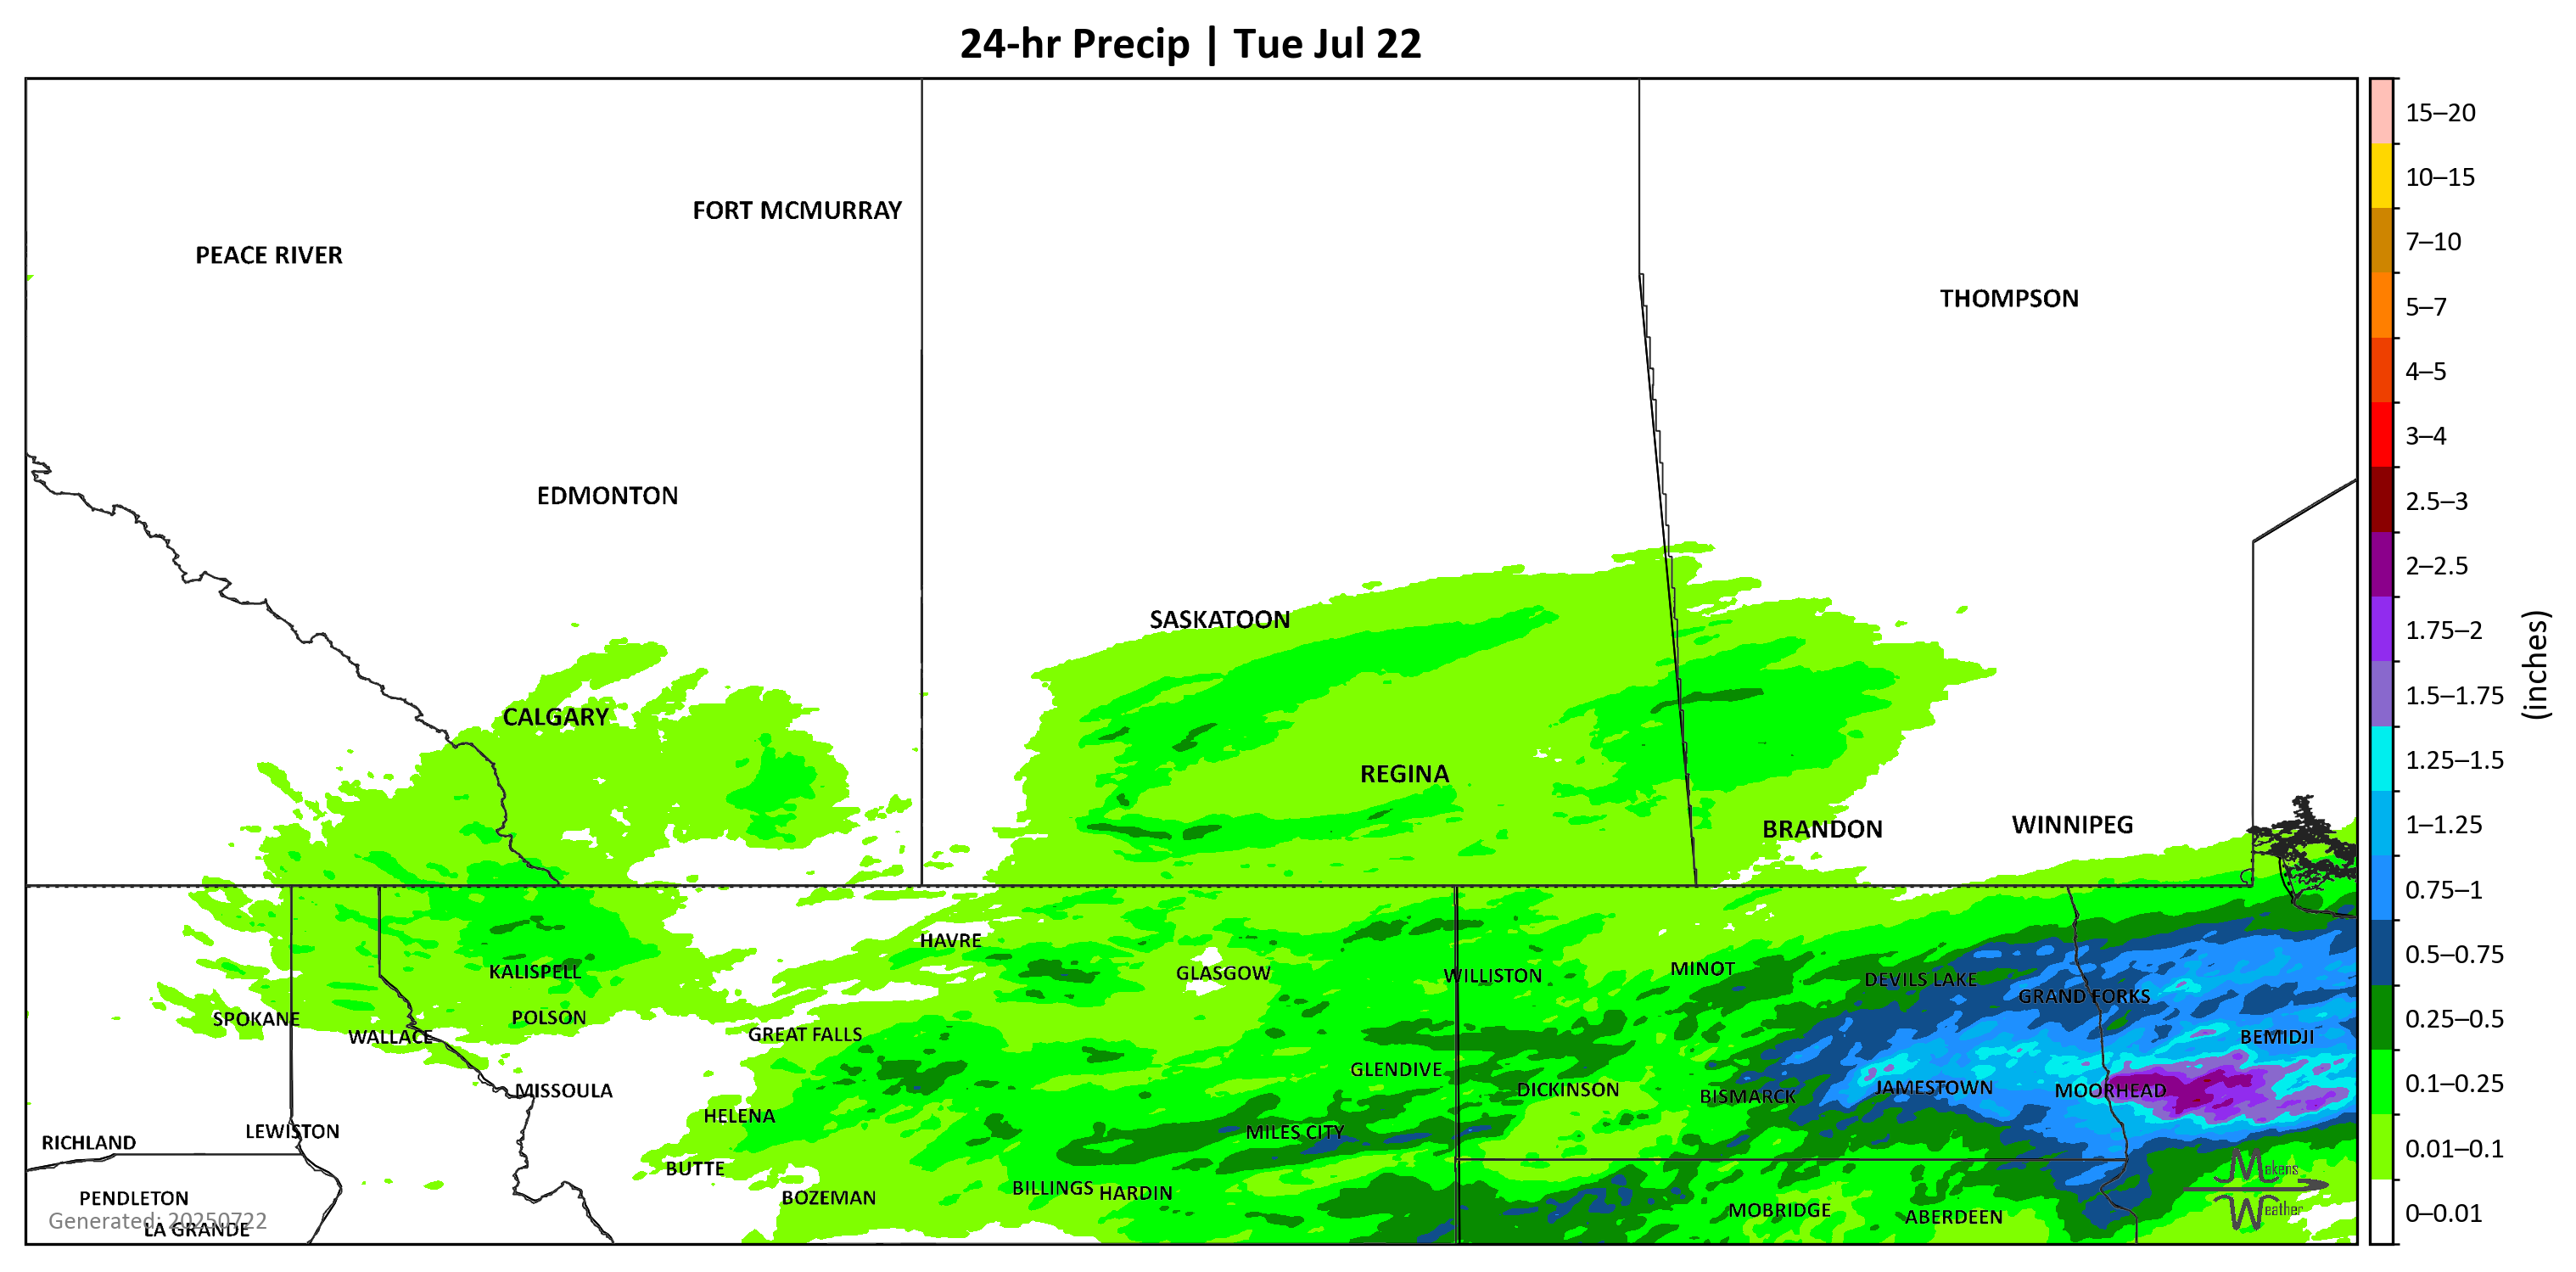 24-hr Precip | Tue Jul 22
FORT MCMURRAY
PEACE RIVER
THOMPSON
EDMONTON
SASKATOON
CALGARY
REGINA
BRANDON
WINNIPEG
HAVRE
KALISPELL
GLASGOW
WILLISTON
MINOT
DEVILS LAKE
GRAND FORKS
SPOKANE
POLSON
WALLACE
GREAT FALLS
BEMIDJI
GLENDIVE
MISSOULA
DICKINSON
BISMARCK
JAMESTOWN
MOORHEAD
HELENA
RICHLAND
LEWISTON
MILES CITY
BUTTE
BILLINGS
HARDIN
PENDLETON
BOZEMAN
MOBRIDGE
ABERDEEN
Generated: 20250722
LA GRANDE
Makens
Weather
15–20
10–15
7–10
5–7
4–5
3–4
2.5–3
2–2.5
1.75–2
1.5–1.75
1.25–1.5
1–1.25
0.75–1
0.5–0.75
0.25–0.5
0.1–0.25
0.01–0.1
0–0.01
(inches)